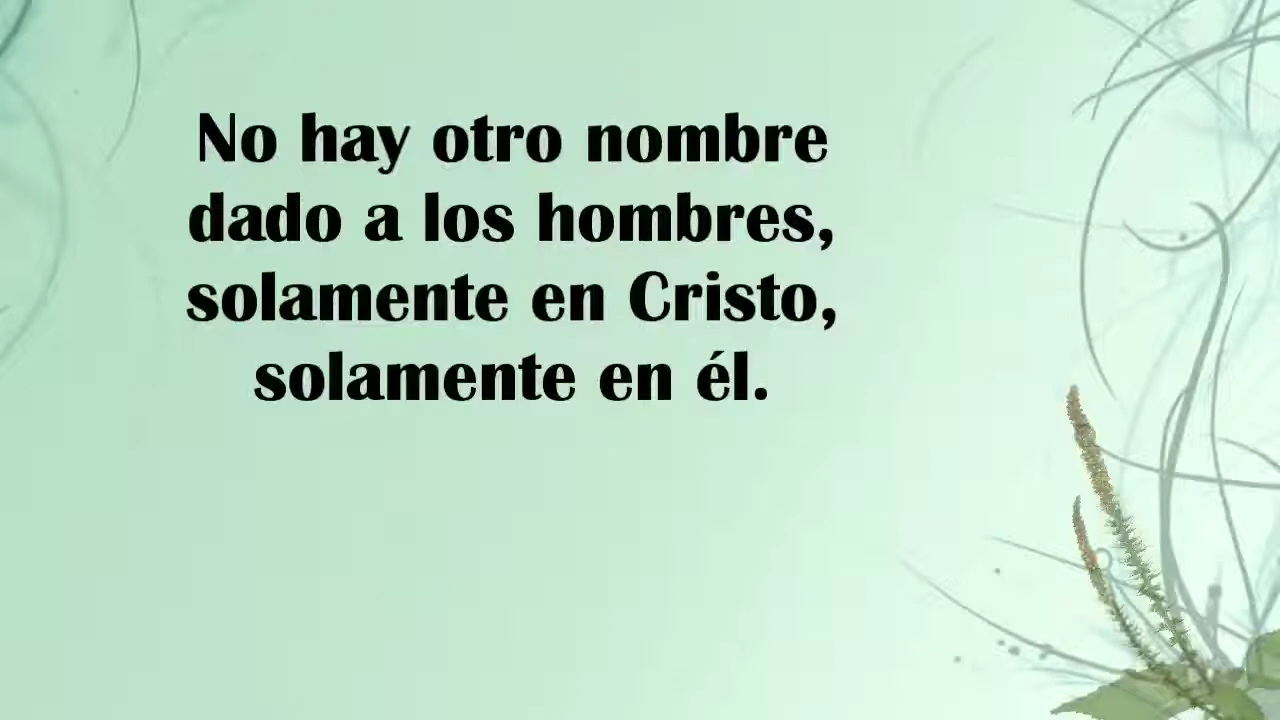 No hay otro nombre
dado a los hombres,
solamente en Cristo,
solamente en él.